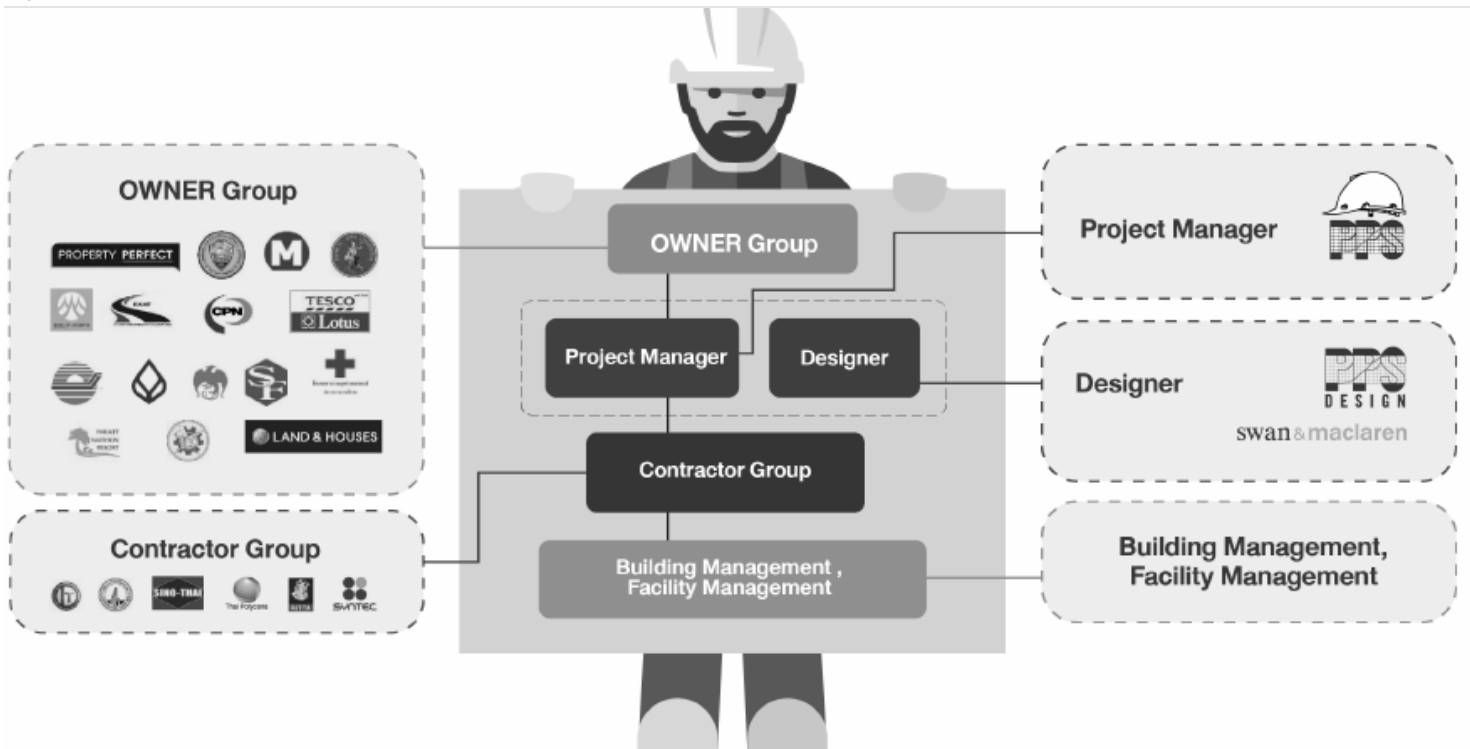 OWNER Group
PROPERTY PERFECT
M
CPN
TESCO
Lotus
SF
LAND & HOUSES
Contractor Group
SINO-THAI
Thai Polycons
SYNTEC
OWNER Group
Project Manager
Designer
Contractor Group
Building Management ,
Facility Management
Project Manager
PPS
Designer
PPS
DESIGN
swan & maclaren
Building Management,
Facility Management